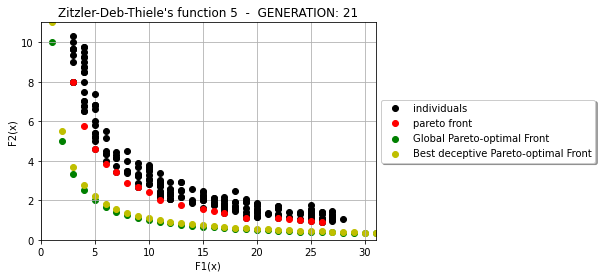 Zitzler-Deb-Thiele's function 5 - GENERATION: 21
10
8
6
4
2
0
F2(x)
0 5 10 15 20 25 30
F1(x)
individuals
pareto front
Global Pareto-optimal Front
Best deceptive Pareto-optimal Front